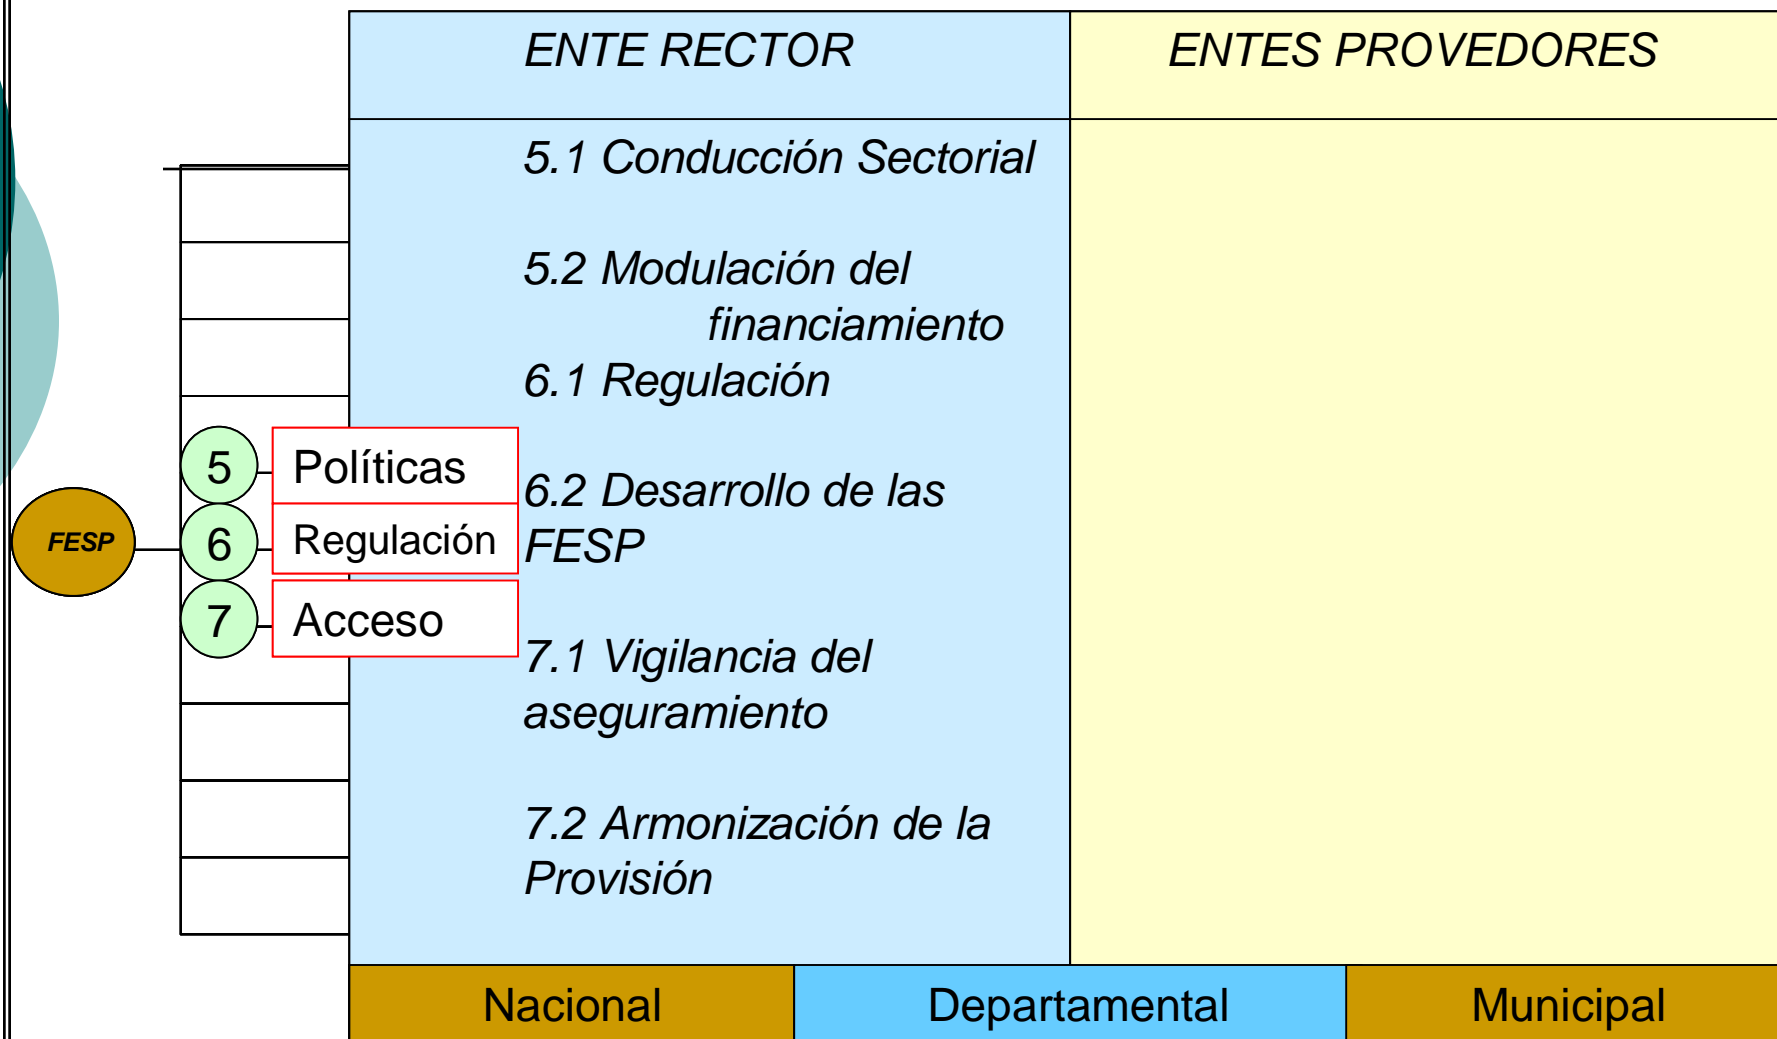 ENTE RECTOR
ENTES PROVEDORES
5.1 Conducción Sectorial
5.2 Modulación del
financiamiento
6.1 Regulación
6.2 Desarrollo de las
FESP
7.1 Vigilancia del
aseguramiento
7.2 Armonización de la
Provisión
5 Políticas
6 Regulación
7 Acceso
FESP
Nacional
Departamental
Municipal